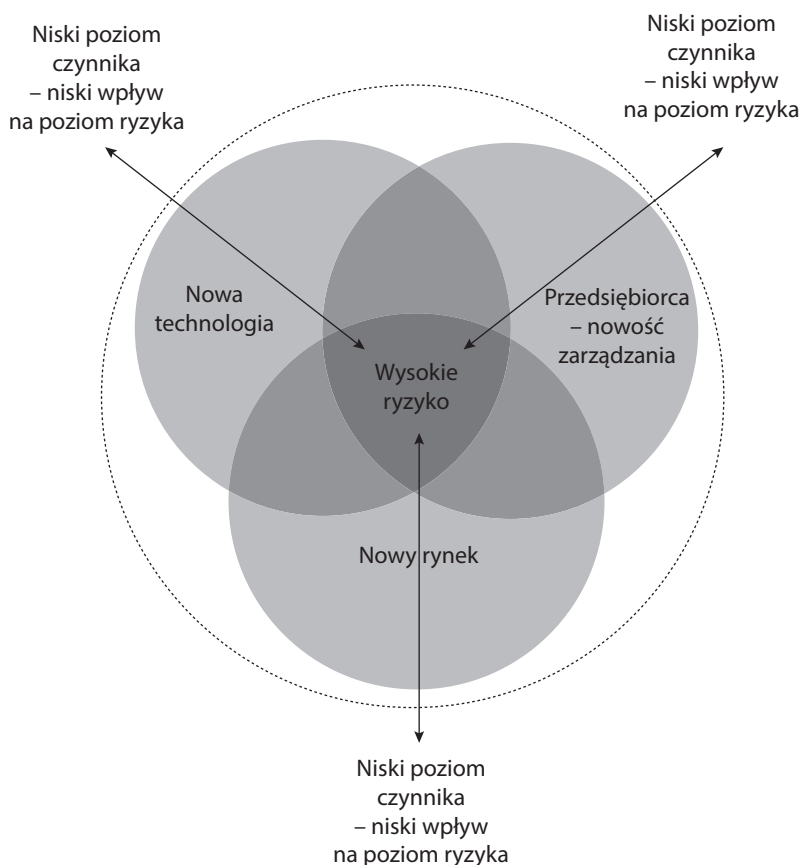 Niski poziom
czynnika
– niski wpływ
na poziom ryzyka
Niski poziom
czynnika
– niski wpływ
na poziom ryzyka
Nowa
technologia
Przedsiębiorca
– nowość
zarządzania
Wysokie
ryzyko
Nowy rynek
Niski poziom
czynnika
– niski wpływ
na poziom ryzyka